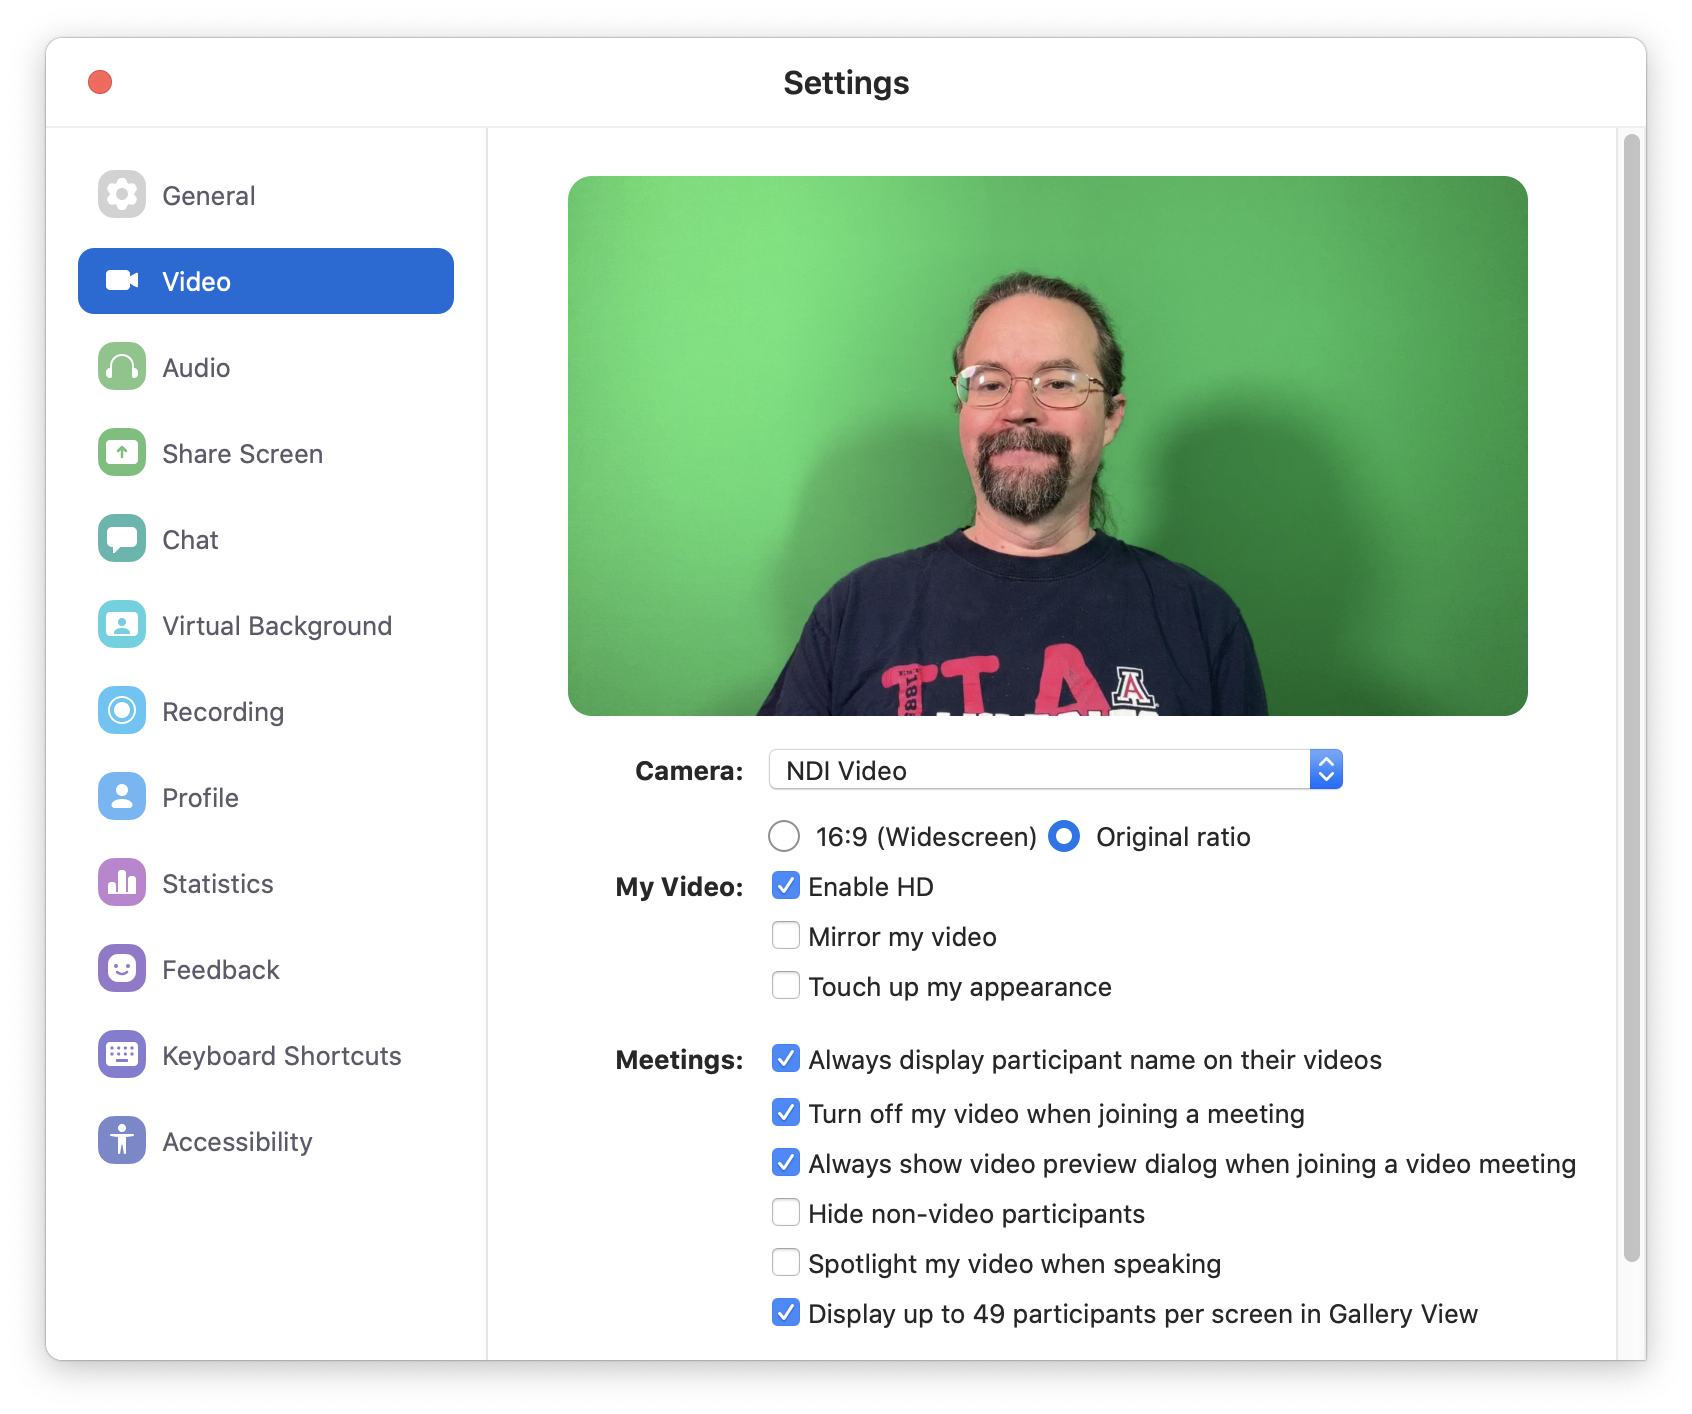 Settings
General
Video
Audio
Share Screen
Chat
Virtual Background
Recording
Profile
Statistics
Feedback
Keyboard Shortcuts
Accessibility
A
A
Camera: NDI Video
16:9 (Widescreen) Original ratio
My Video: Enable HD
Mirror my video
Touch up my appearance
Meetings: Always display participant name on their videos
Turn off my video when joining a meeting
Always show video preview dialog when joining a video meeting
Hide non-video participants
Spotlight my video when speaking
Display up to 49 participants per screen in Gallery View